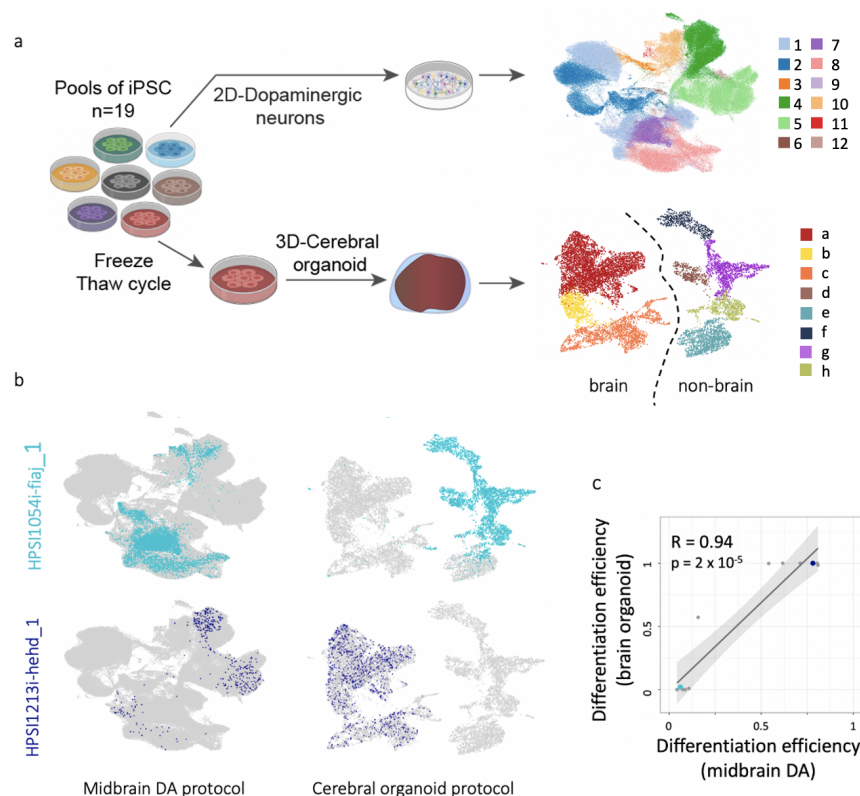 a
Pools of iPSC
n=19
2D-Dopaminergic
neurons
Freeze
Thaw cycle
3D-Cerebral
organoid
1 7
2 8
3 9
4 10
5 11
6 12
a
b
c
d
e
f
g
h
brain
non-brain
b
HPSI1054i-fiaj_1
HPSI1213i-hehd_1
Midbrain DA protocol
Cerebral organoid protocol
c
R = 0.94
p = 2 x 10-5
Differentiation efficiency
(brain organoid)
1
0.5
0
0 0.5 1
Differentiation efficiency
(midbrain DA)